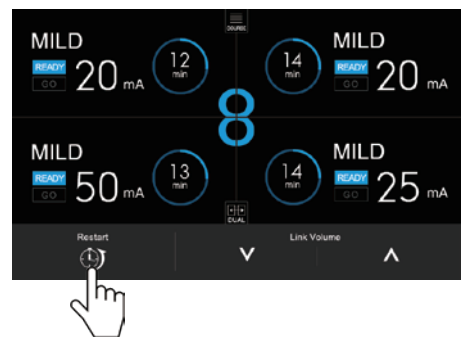 MILD
READY
GO
20 mA
12
min
COURSE
14
min
MILD
READY
GO
20 mA
8
MILD
READY
GO
50 mA
13
min
DUAL
14
min
MILD
READY
GO
25 mA
Restart
Link Volume